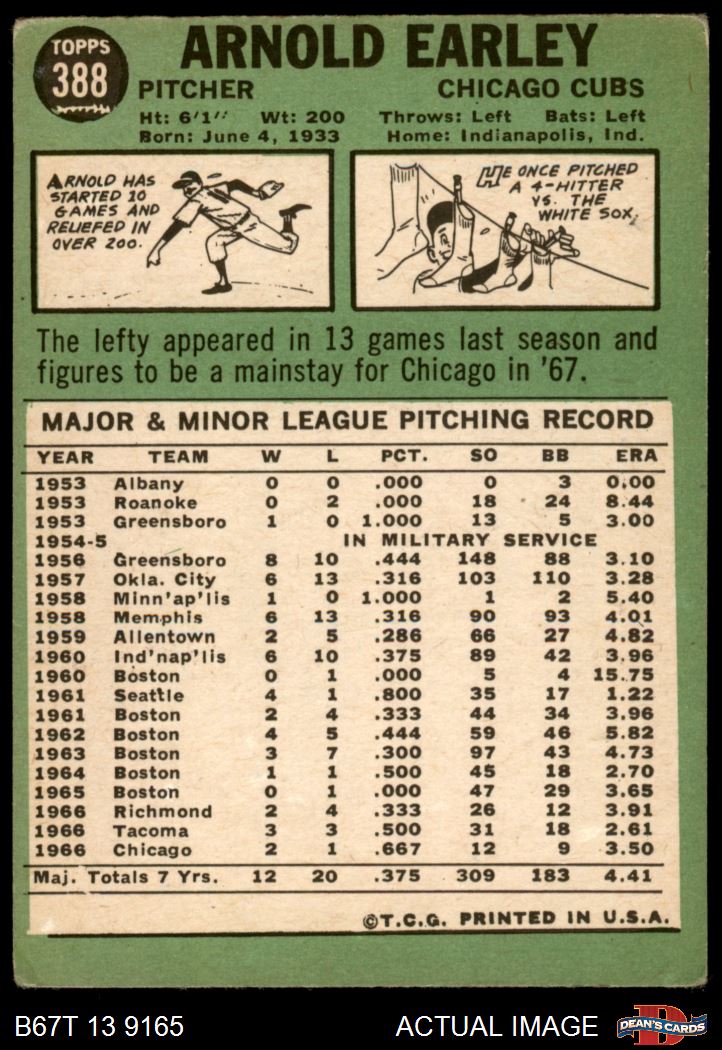 TOPPS
388
ARNOLD EARLEY
PITCHER CHICAGO CUBS
Ht: 6'1" Wt: 200 Throws: Left Bats: Left
Born: June 4, 1933 Home: Indianapolis, Ind.
ARNOLD HAS
STARTED 10
GAMES AND
RELIEFED IN
OVER 200.
HE ONCE PITCHED
A 4-HITTER
VS. THE
WHITE SOX.
The lefty appeared in 13 games last season and
figures to be a mainstay for Chicago in '67.
MAJOR & MINOR LEAGUE PITCHING RECORD
YEAR TEAM W L PCT. SO BB ERA
1953 Albany 0 0 .000 0 3 0.00
1953 Roanoke 0 2 .000 18 24 8.44
1953 Greensboro 1 0 1.000 13 5 3.00
1954-5 IN MILITARY SERVICE
1956 Greensboro 8 10 .444 148 88 3.10
1957 Okla. City 6 13 .316 103 110 3.28
1958 Minn'ap'lis 1 0 1.000 1 2 5.40
1958 Memphis 6 13 .316 90 93 4.01
1959 Allentown 2 5 .286 66 27 4.82
1960 Ind'nap'lis 6 10 .375 89 42 3.96
1960 Boston 0 1 .000 5 4 15.75
1961 Seattle 4 1 .800 35 17 1.22
1961 Boston 2 4 .333 44 34 3.96
1962 Boston 4 5 .444 59 46 5.82
1963 Boston 3 7 .300 97 43 4.73
1964 Boston 1 1 .500 45 18 2.70
1965 Boston 0 1 .000 47 29 3.65
1966 Richmond 2 4 .333 26 12 3.91
1966 Tacoma 3 3 .500 31 18 2.61
1966 Chicago 2 1 .667 12 9 3.50
Maj. Totals 7 Yrs. 12 20 .375 309 183 4.41
©T.C.G. PRINTED IN U.S.A.
B67T 13 9165 ACTUAL IMAGE DEAN'S CARDS